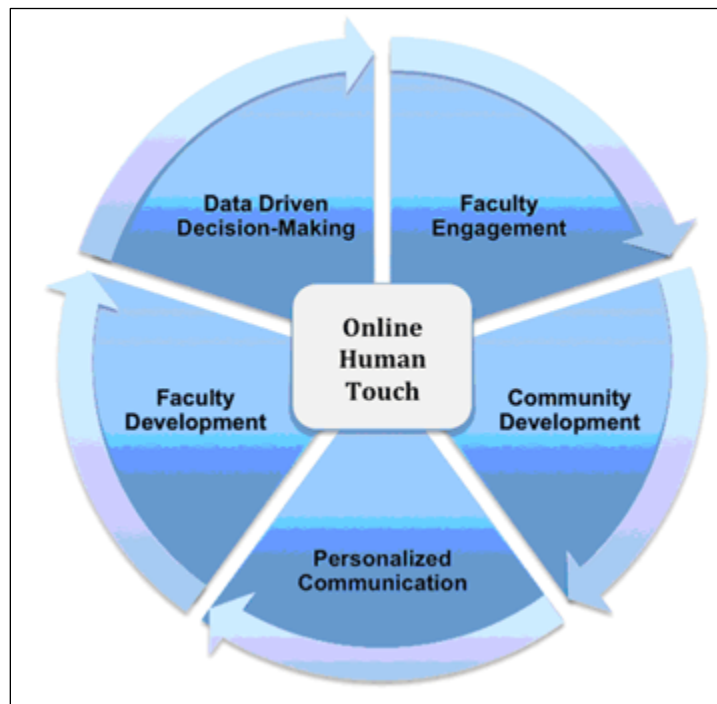 Data Driven
Decision-Making
Faculty
Engagement
Online
Human
Touch
Faculty
Development
Community
Development
Personalized
Communication